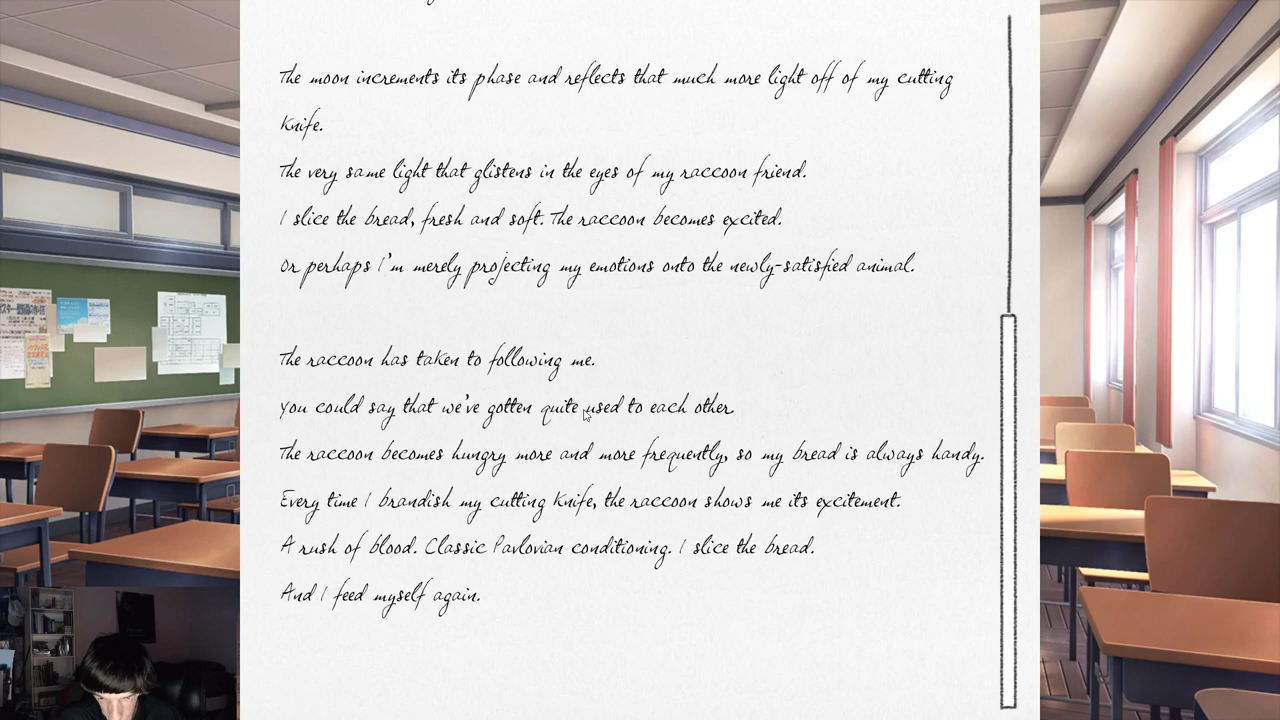 The moon increments its phase and reflects that much more light off of my cutting
knife.
The very same light that glistens in the eyes of my raccoon friend.
I slice the bread, fresh and soft. The raccoon becomes excited.
Or perhaps I'm merely projecting my emotions onto the newly-satisfied animal.
The raccoon has taken to following me.
You could say that we've gotten quite used to each other.
The raccoon becomes hungry more and more frequently, so my bread is always handy.
Every time I brandish my cutting knife, the raccoon shows me its excitement.
A rush of blood. Classic Pavlovian conditioning. I slice the bread.
And I feed myself again.